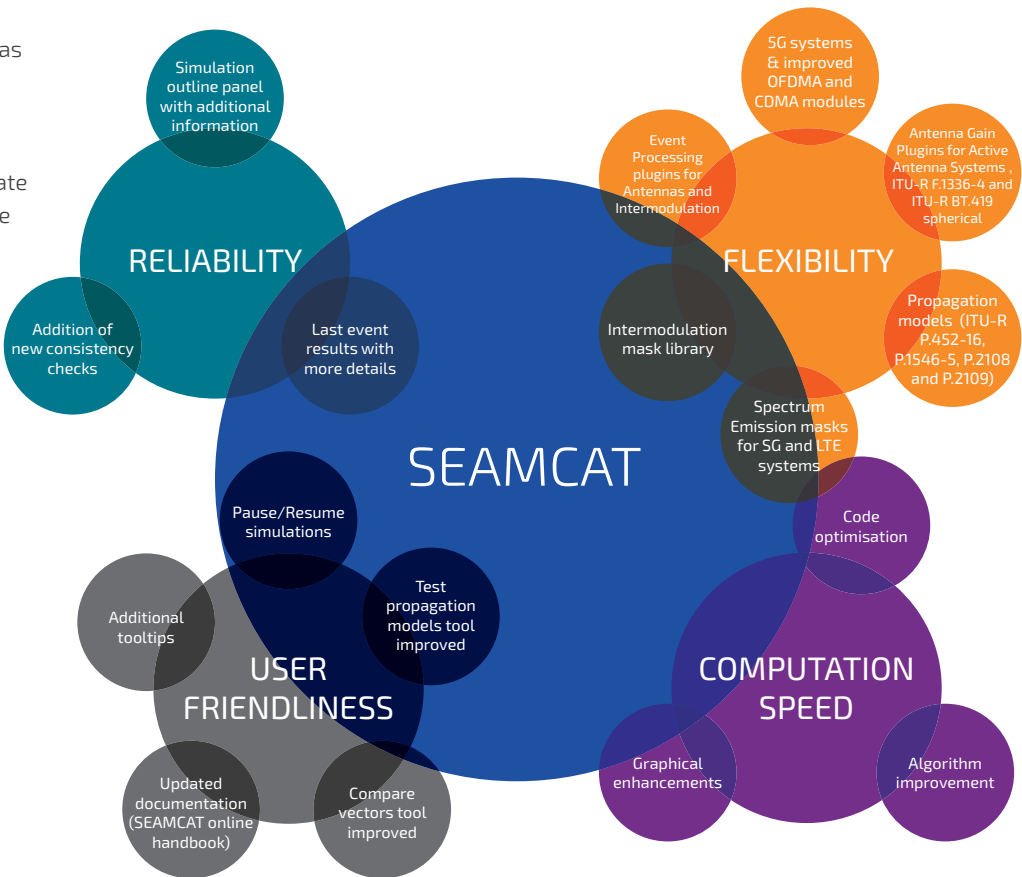 as
ate
e
Simulation
outline panel
with additional
information
RELIABILITY
Addition of
new consistency
checks
Last event
results with
more details
5G systems
& improved
OFDMA and
CDMA modules
Event
Processing
plugins for
Antennas and
Intermodulation
Antenna Gain
Plugins for Active
Antenna Systems ,
ITU-R F.1336-4 and
ITU-R BT.419
spherical
FLEXIBILITY
Intermodulation
mask library
Propagation
models (ITU-R
P.452-16,
P.1546-5, P.2108
and P.2109)
Spectrum
Emission masks
for 5G and LTE
systems
SEAMCAT
Pause/Resume
simulations
Test
propagation
models tool
improved
Additional
tooltips
USER
FRIENDLINESS
Updated
documentation
(SEAMCAT online
handbook)
Compare
vectors tool
improved
Code
optimisation
COMPUTATION
SPEED
Graphical
enhancements
Algorithm
improvement